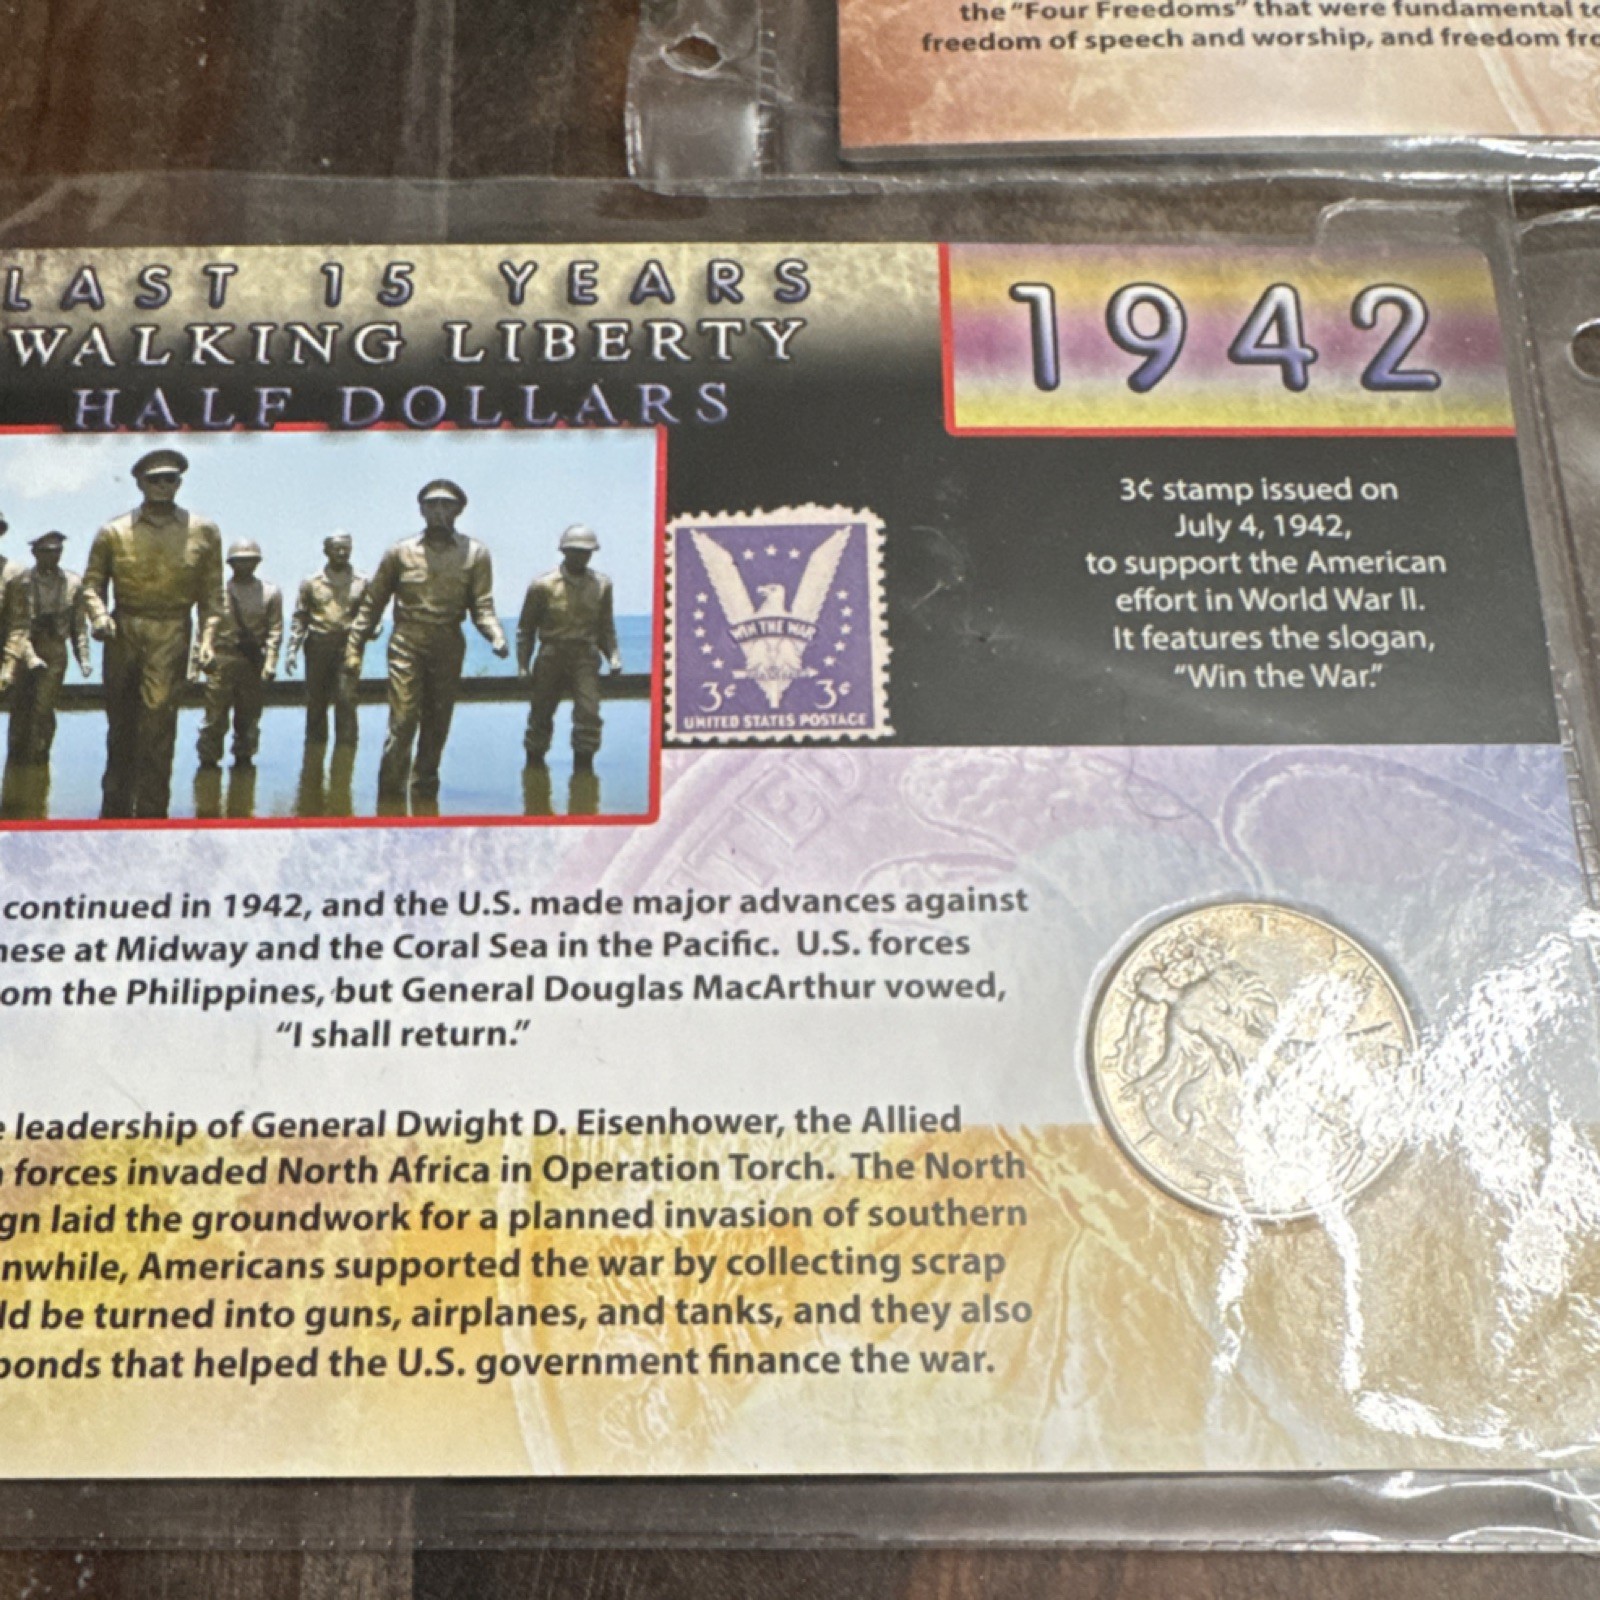 the "Four Freedoms" that were fundamental to
freedom of speech and worship, and freedom
LAST 15 YEARS
WALKING LIBERTY
HALF DOLLARS
1942
WIN THE WAR
3¢ 3¢
UNITED STATES POSTAGE
3¢ stamp issued on
July 4, 1942,
to support the American
effort in World War II.
It features the slogan,
"Win the War."
continued in 1942, and the U.S. made major advances against
at Midway and the Coral Sea in the Pacific. U.S. forces
the Philippines, but General Douglas MacArthur vowed,
"I shall return."
leadership of General Dwight D. Eisenhower, the Allied
forces invaded North Africa in Operation Torch. The North
laid the groundwork for a planned invasion of southern
Americans supported the war by collecting scrap
be turned into guns, airplanes, and tanks, and they also
bonds that helped the U.S. government finance the war.